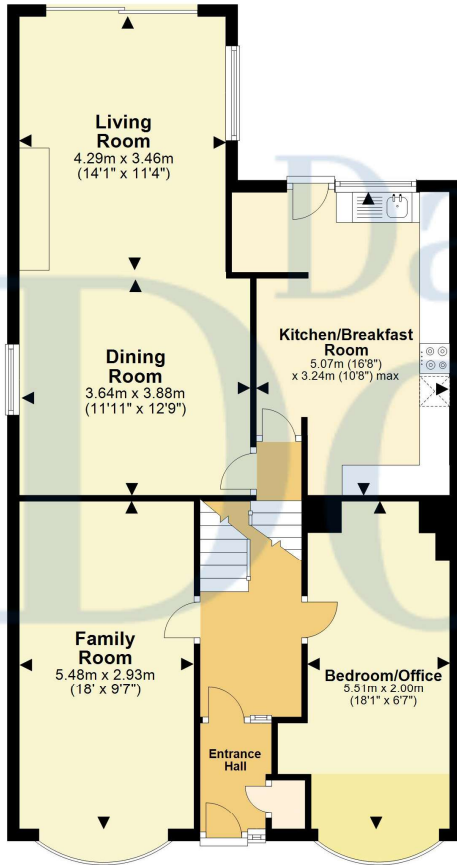 Living
Room
4.29m x 3.46m
(14'1" x 11'4")
Dining
Room
3.64m x 3.88m
(11'11" x 12'9")
Kitchen/Breakfast
Room
5.07m (16'8")
x 3.24m (10'8") max
Family
Room
5.48m x 2.93m
(18' x 9'7")
Bedroom/Office
5.51m x 2.00m
(18'1" x 6'7")
Entrance
Hall